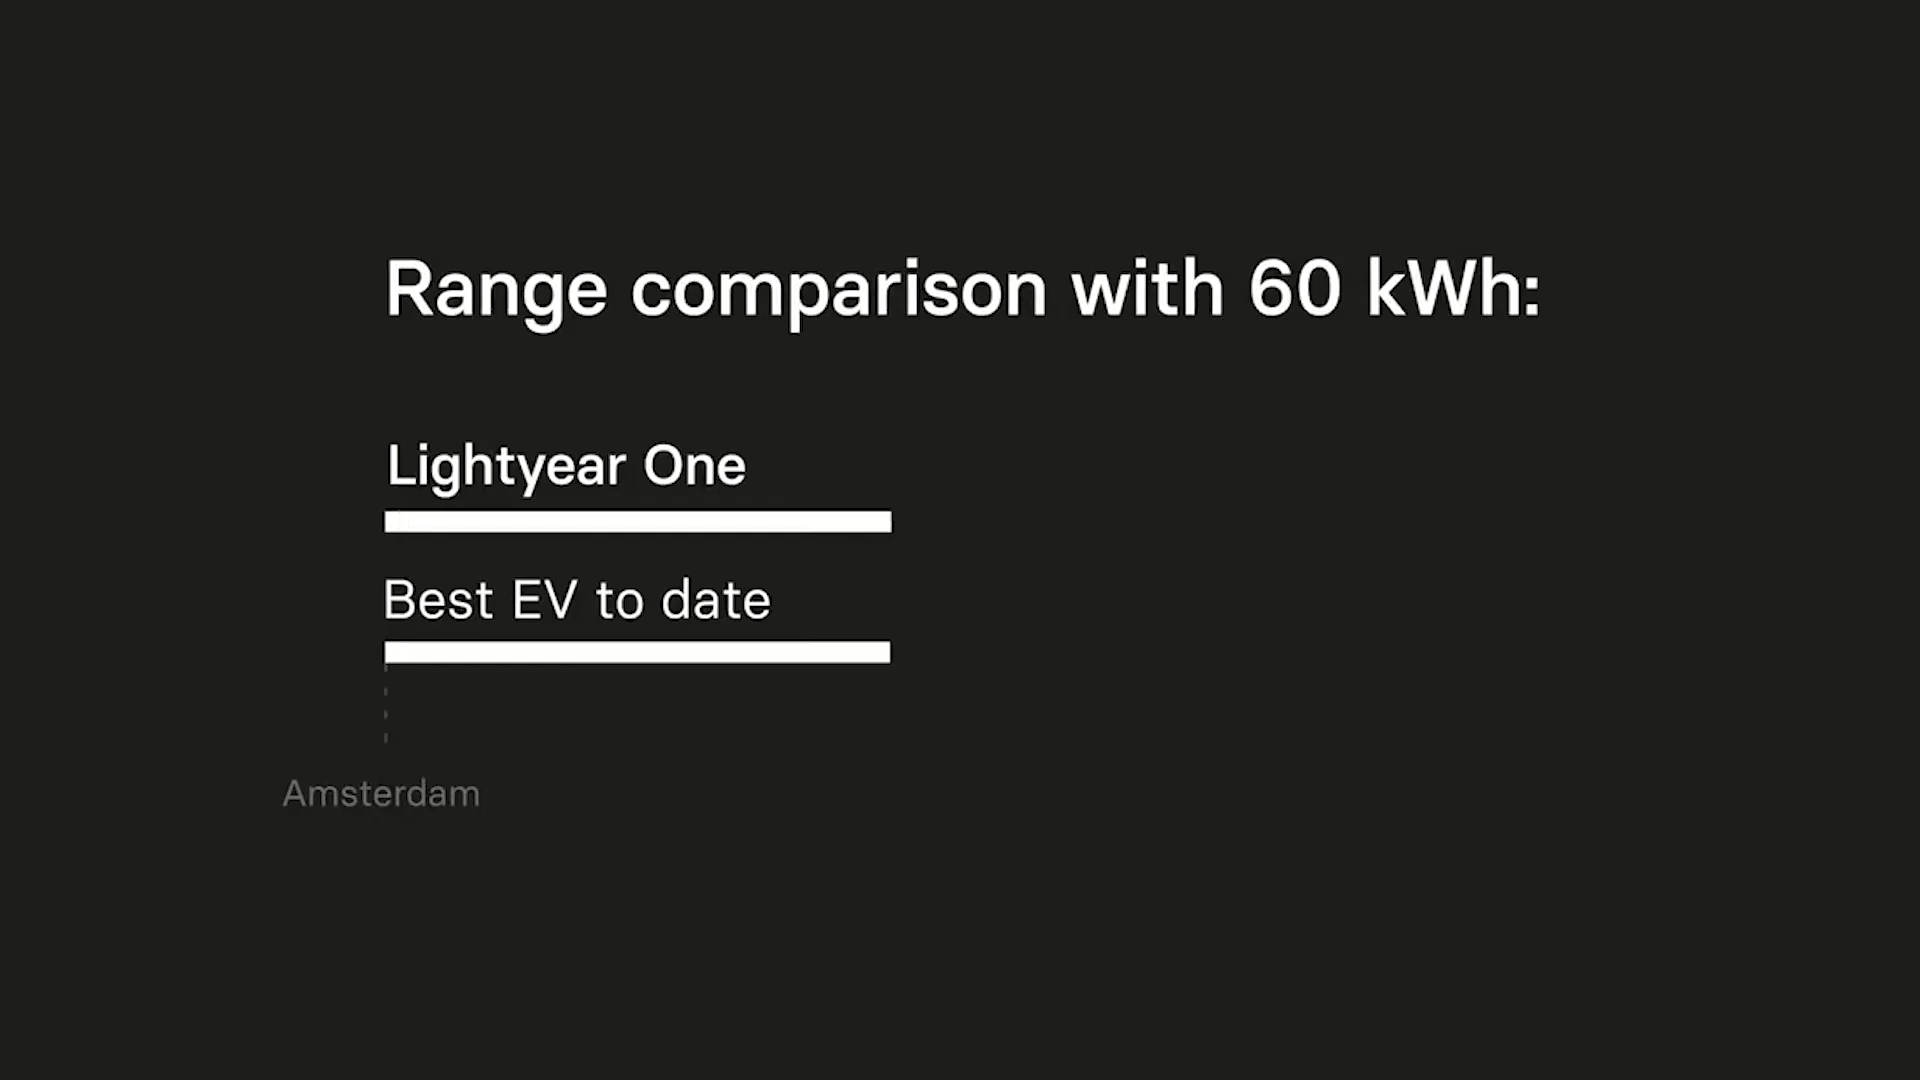 Range comparison with 60 kWh:
Lightyear One
Best EV to date
Amsterdam